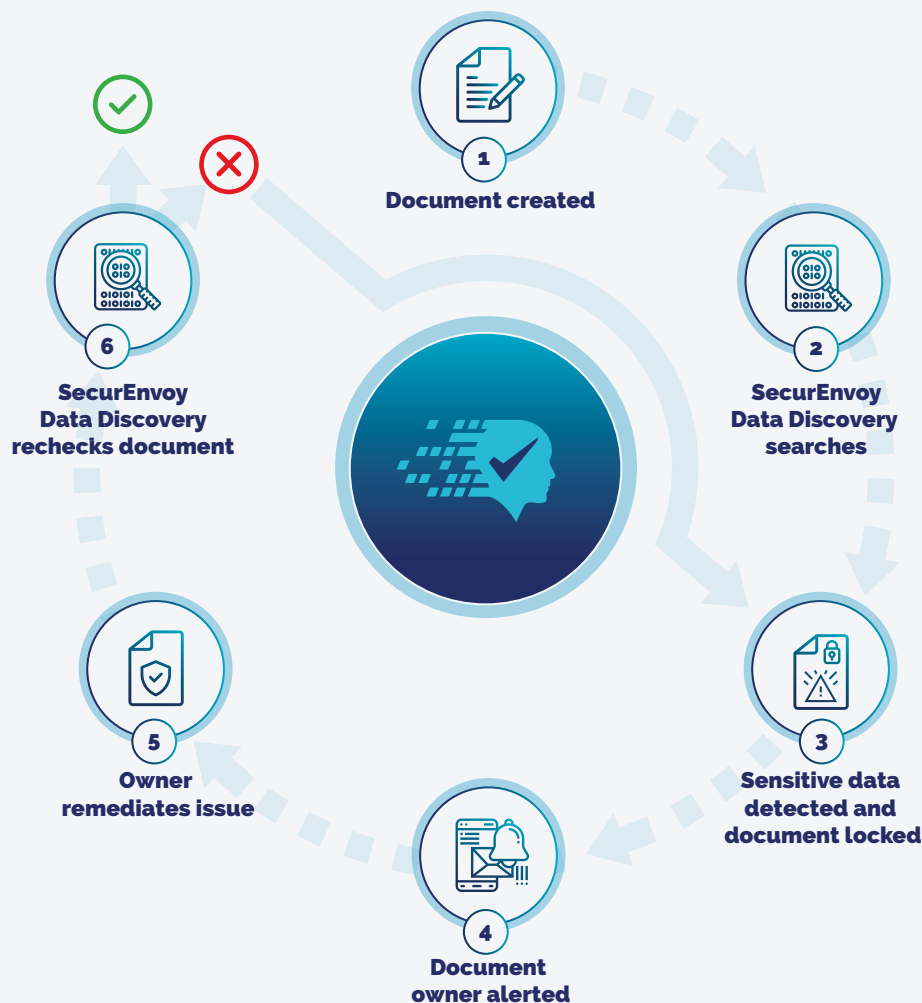 1
Document created
2
SecurEnvoy
Data Discovery
searches
3
Sensitive data
detected and
document locked
4
Document
owner alerted
5
Owner
remediates issue
6
SecurEnvoy
Data Discovery
rechecks document